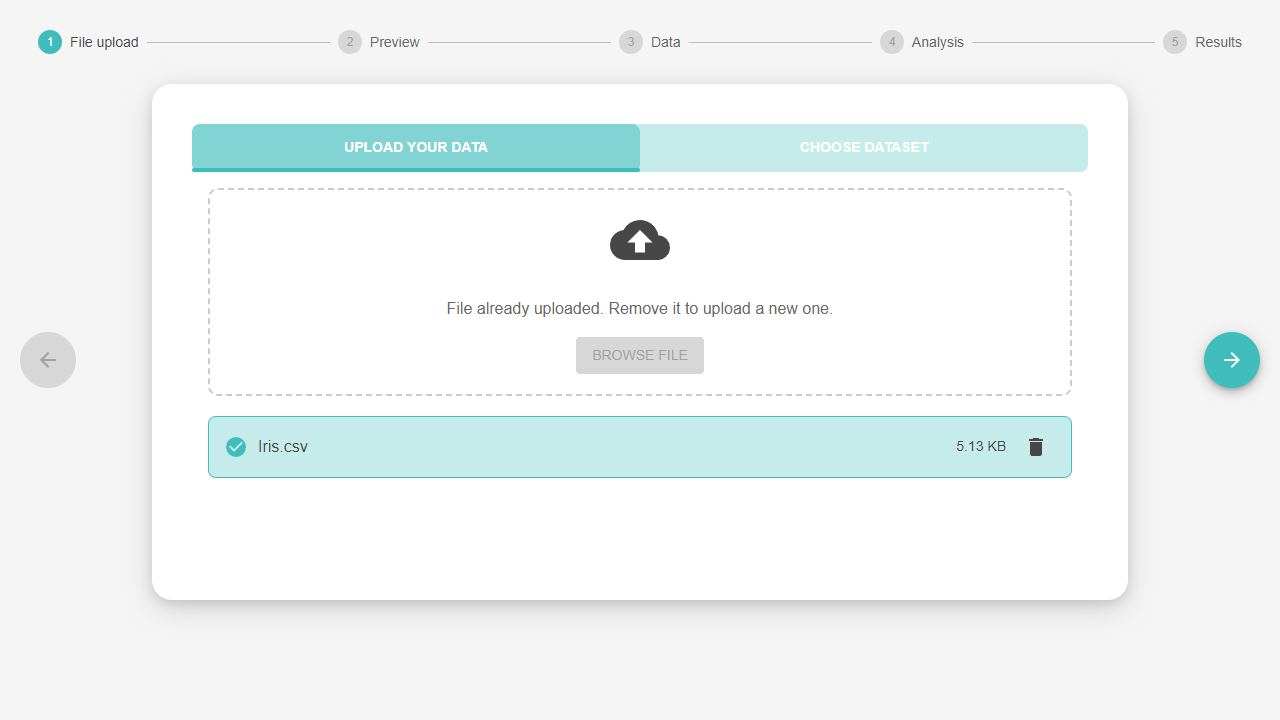 1 File upload
2 Preview
3 Data
4 Analysis
5 Results
UPLOAD YOUR DATA
CHOOSE DATASET
File already uploaded. Remove it to upload a new one.
BROWSE FILE
Iris.csv
5.13 KB